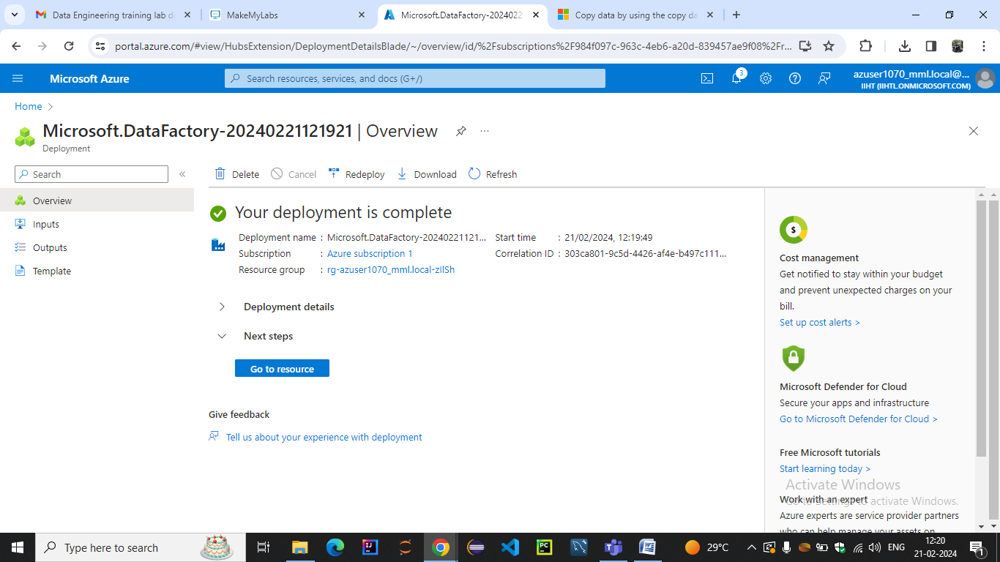 Data Engineering training lab d
MakeMyLabs
Microsoft.DataFactory-2024022
Copy data by using the copy da
portal.azure.com/#view/HubsExtension/DeploymentDetailsBlade/~/overview/id/%2Fsubscriptions%2F984f097c-963c-4eb6-a20d-839457ae9f08%2Fr...
Microsoft Azure
Search resources, services, and docs (G+/)
3
azuser1070_mml.local@...
IIHT (IIHTL.ONMICROSOFT.COM)
Home
Microsoft.DataFactory-20240221121921 | Overview
Deployment
Search
Delete
Cancel
Redeploy
Download
Refresh
Overview
Inputs
Outputs
Template
Your deployment is complete
Deployment name : Microsoft.DataFactory-20240221121...
Subscription : Azure subscription 1
Resource group : rg-azuser1070_mml.local-zIlSh
Start time : 21/02/2024, 12:19:49
Correlation ID : 303ca801-9c5d-4426-af4e-b497c111...
Deployment details
Next steps
Go to resource
Give feedback
Tell us about your experience with deployment
$
Cost management
Get notified to stay within your budget
and prevent unexpected charges on your
bill.
Set up cost alerts >
Microsoft Defender for Cloud
Secure your apps and infrastructure
Go to Microsoft Defender for Cloud >
Free Microsoft tutorials
Start learning today >
Activate Windows
Go to Settings to activate Windows.
Work with an expert
Azure experts are service provider partners
who can help manage your assets on
Type here to search
IJ
PC
29°C
ENG
12:20
21-02-2024
1